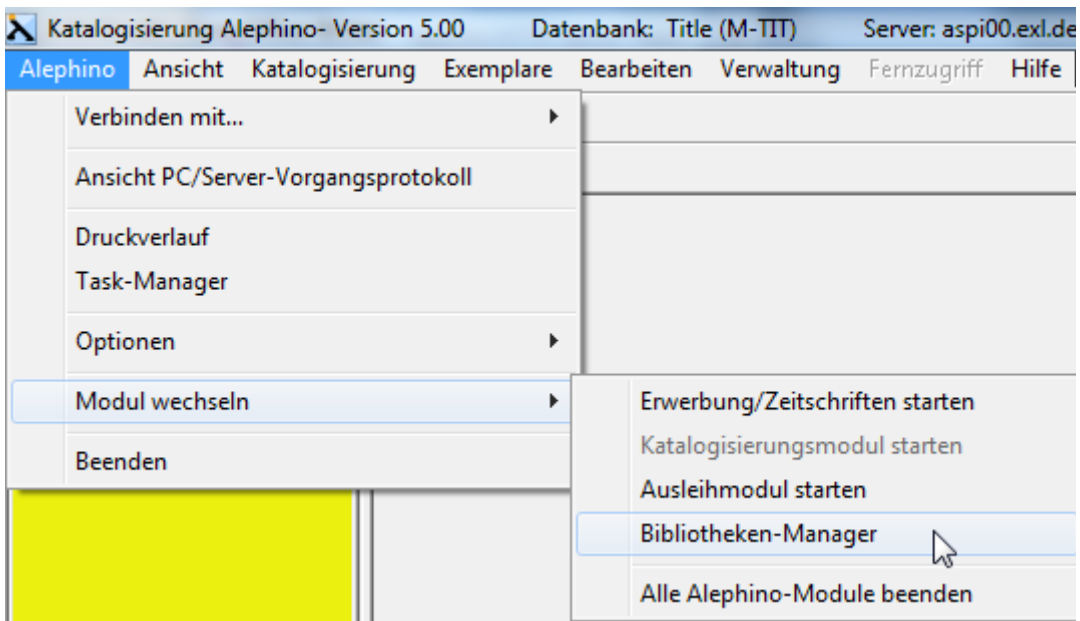 Katalogisierung Alephino- Version 5.00 Datenbank: Title (M-TIT) Server: aspi00.exl.de
Alephino Ansicht Katalogisierung Exemplare Bearbeiten Verwaltung Fernzugriff Hilfe
Verbinden mit...
Ansicht PC/Server-Vorgangsprotokoll
Druckverlauf
Task-Manager
Optionen
Modul wechseln
Beenden
Erwerbung/Zeitschriften starten
Katalogisierungsmodul starten
Ausleihmodul starten
Bibliotheken-Manager
Alle Alephino-Module beenden